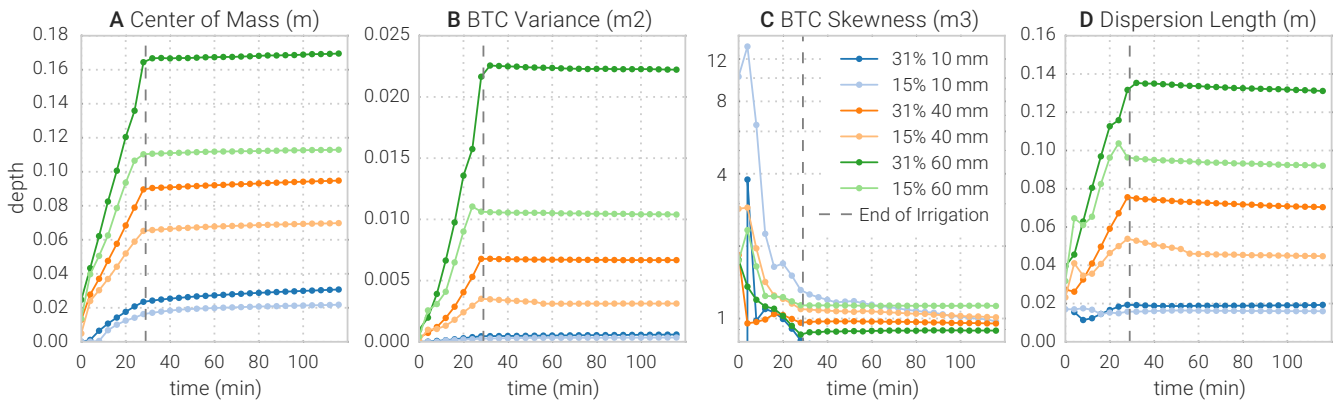 A Center of Mass (m)
0.18
0.16
0.14
0.12
0.10
0.08
0.06
0.04
0.02
0.00
depth
0 20 40 60 80 100
time (min)
B BTC Variance (m2)
0.025
0.020
0.015
0.010
0.005
0.000
0 20 40 60 80 100
time (min)
C BTC Skewness (m3)
12
8
4
1
31% 10 mm
15% 10 mm
31% 40 mm
15% 40 mm
31% 60 mm
15% 60 mm
End of Irrigation
0 20 40 60 80 100
time (min)
D Dispersion Length (m)
0.16
0.14
0.12
0.10
0.08
0.06
0.04
0.02
0.00
0 20 40 60 80 100
time (min)